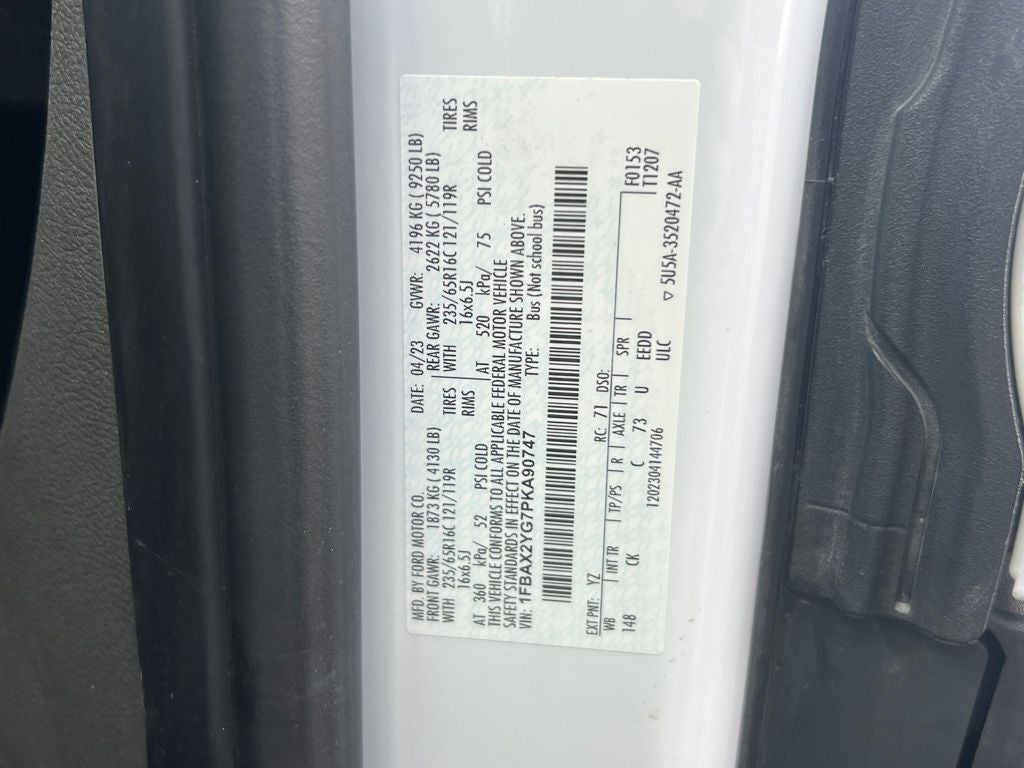 MFD. BY FORD MOTOR CO. DATE: 04/23 GVWR: 4196 KG ( 9250 LB)
FRONT GAWR: 1873 KG ( 4130 LB) REAR GAWR: 2622 KG ( 5780 LB)
WITH 235/65R16C 121/119R TIRES WITH 235/65R16C 121/119R TIRES
16x6.5J RIMS 16x6.5J RIMS
AT 360 kPa/ 52 PSI COLD AT 520 kPa/ 75 PSI COLD
THIS VEHICLE CONFORMS TO ALL APPLICABLE FEDERAL MOTOR VEHICLE
SAFETY STANDARDS IN EFFECT ON THE DATE OF MANUFACTURE SHOWN ABOVE.
VIN: 1FBAX2YG7PKA90747 TYPE: Bus (Not school bus)
EXT PNT: YZ RC: 71 DSO: F0153
WB INT TR TP/PS R AXLE TR SPR T1207
148 CK C 73 U EEDD
1202304144706 ULC ▽ 5U5A-3520472-AA